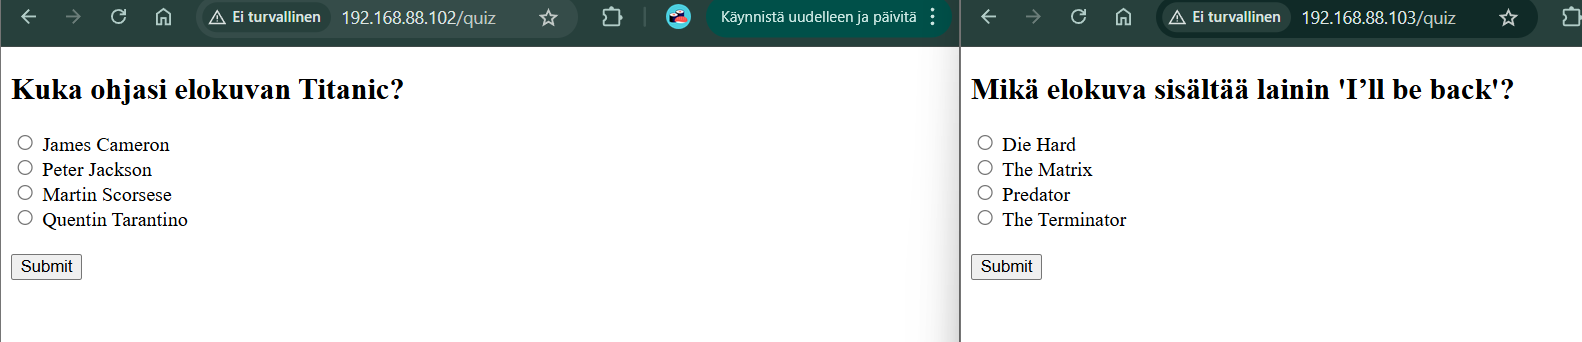 Ei turvallinen 192.168.88.102/quiz Käynnistä uudelleen ja päivitä
Kuka ohjasi elokuvan Titanic?
James Cameron
Peter Jackson
Martin Scorsese
Quentin Tarantino
Submit
Ei turvallinen 192.168.88.103/quiz
Mikä elokuva sisältää lainin 'I’ll be back'?
Die Hard
The Matrix
Predator
The Terminator
Submit